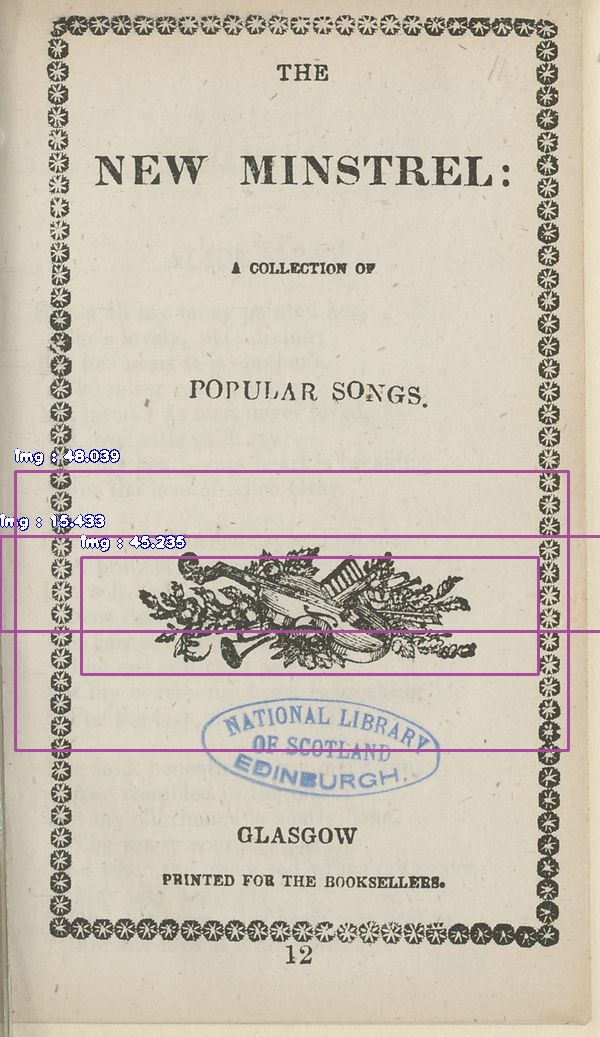 THE
NEW MINSTREL:
A COLLECTION OF
POPULAR SONGS.
img : 48.039
img : 15.433
img : 45.235
NATIONAL LIBRARY
OF SCOTLAND
EDINBURGH.
GLASGOW
PRINTED FOR THE BOOKSELLERS.
12